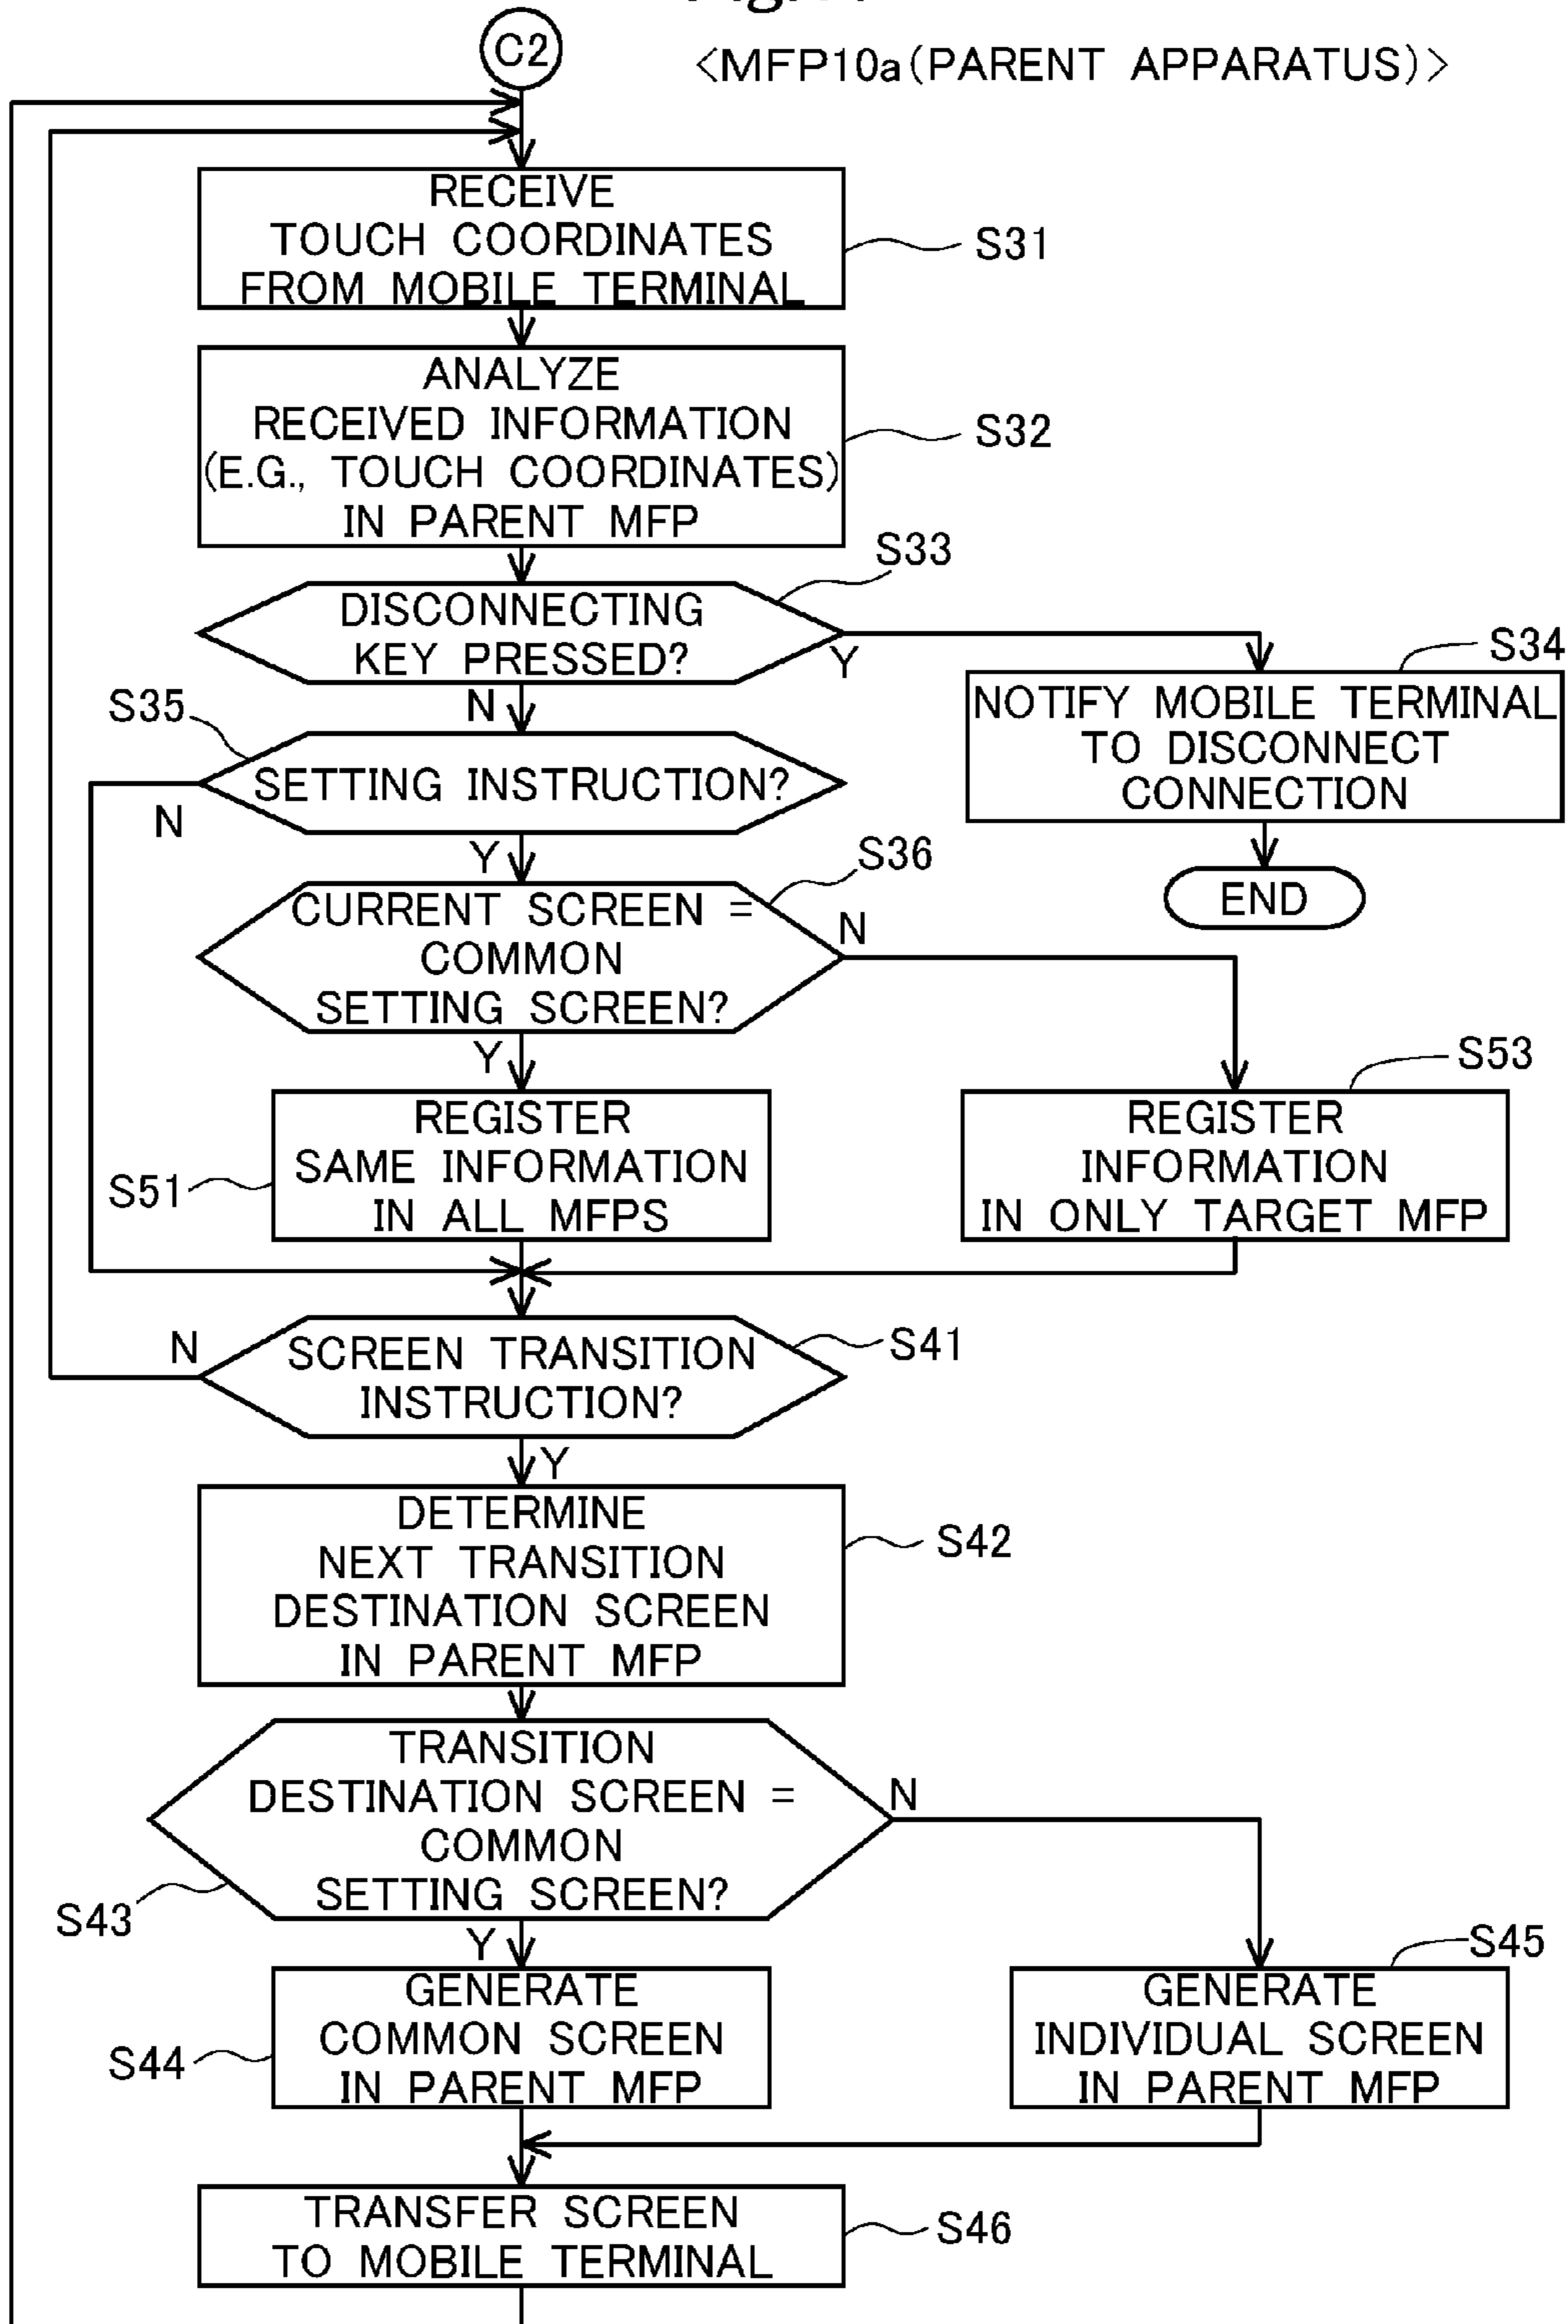 C2
<MFP10a(PARENT APPARATUS)>
RECEIVE
TOUCH COORDINATES
FROM MOBILE TERMINAL
S31
ANALYZE
RECEIVED INFORMATION
(E.G., TOUCH COORDINATES)
IN PARENT MFP
S32
DISCONNECTING
KEY PRESSED?
S33
Y
N
NOTIFY MOBILE TERMINAL
TO DISCONNECT
CONNECTION
S34
END
S35
SETTING INSTRUCTION?
N
Y
CURRENT SCREEN =
COMMON
SETTING SCREEN?
S36
N
Y
REGISTER
SAME INFORMATION
IN ALL MFPS
S51
REGISTER
INFORMATION
IN ONLY TARGET MFP
S53
SCREEN TRANSITION
INSTRUCTION?
S41
N
Y
DETERMINE
NEXT TRANSITION
DESTINATION SCREEN
IN PARENT MFP
S42
TRANSITION
DESTINATION SCREEN =
COMMON
SETTING SCREEN?
S43
N
Y
GENERATE
COMMON SCREEN
IN PARENT MFP
S44
GENERATE
INDIVIDUAL SCREEN
IN PARENT MFP
S45
TRANSFER SCREEN
TO MOBILE TERMINAL
S46